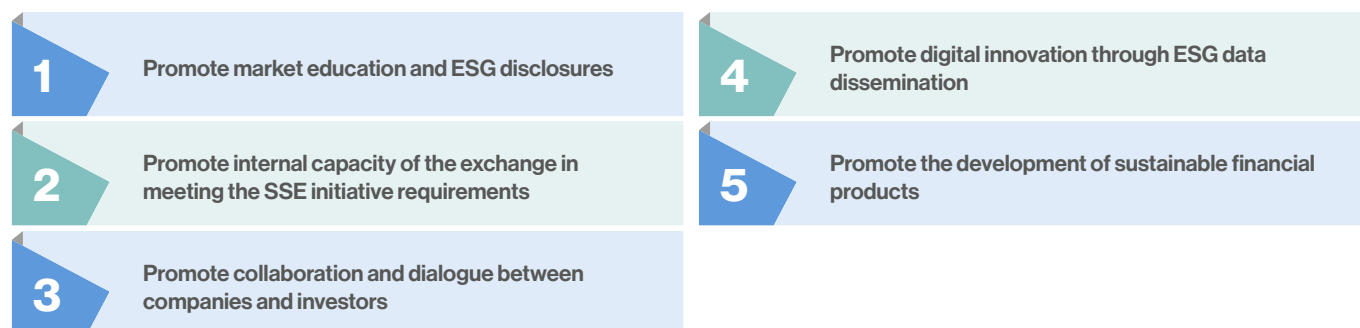 1
Promote market education and ESG disclosures
2
Promote internal capacity of the exchange in
meeting the SSE initiative requirements
3
Promote collaboration and dialogue between
companies and investors
4
Promote digital innovation through ESG data
dissemination
5
Promote the development of sustainable financial
products